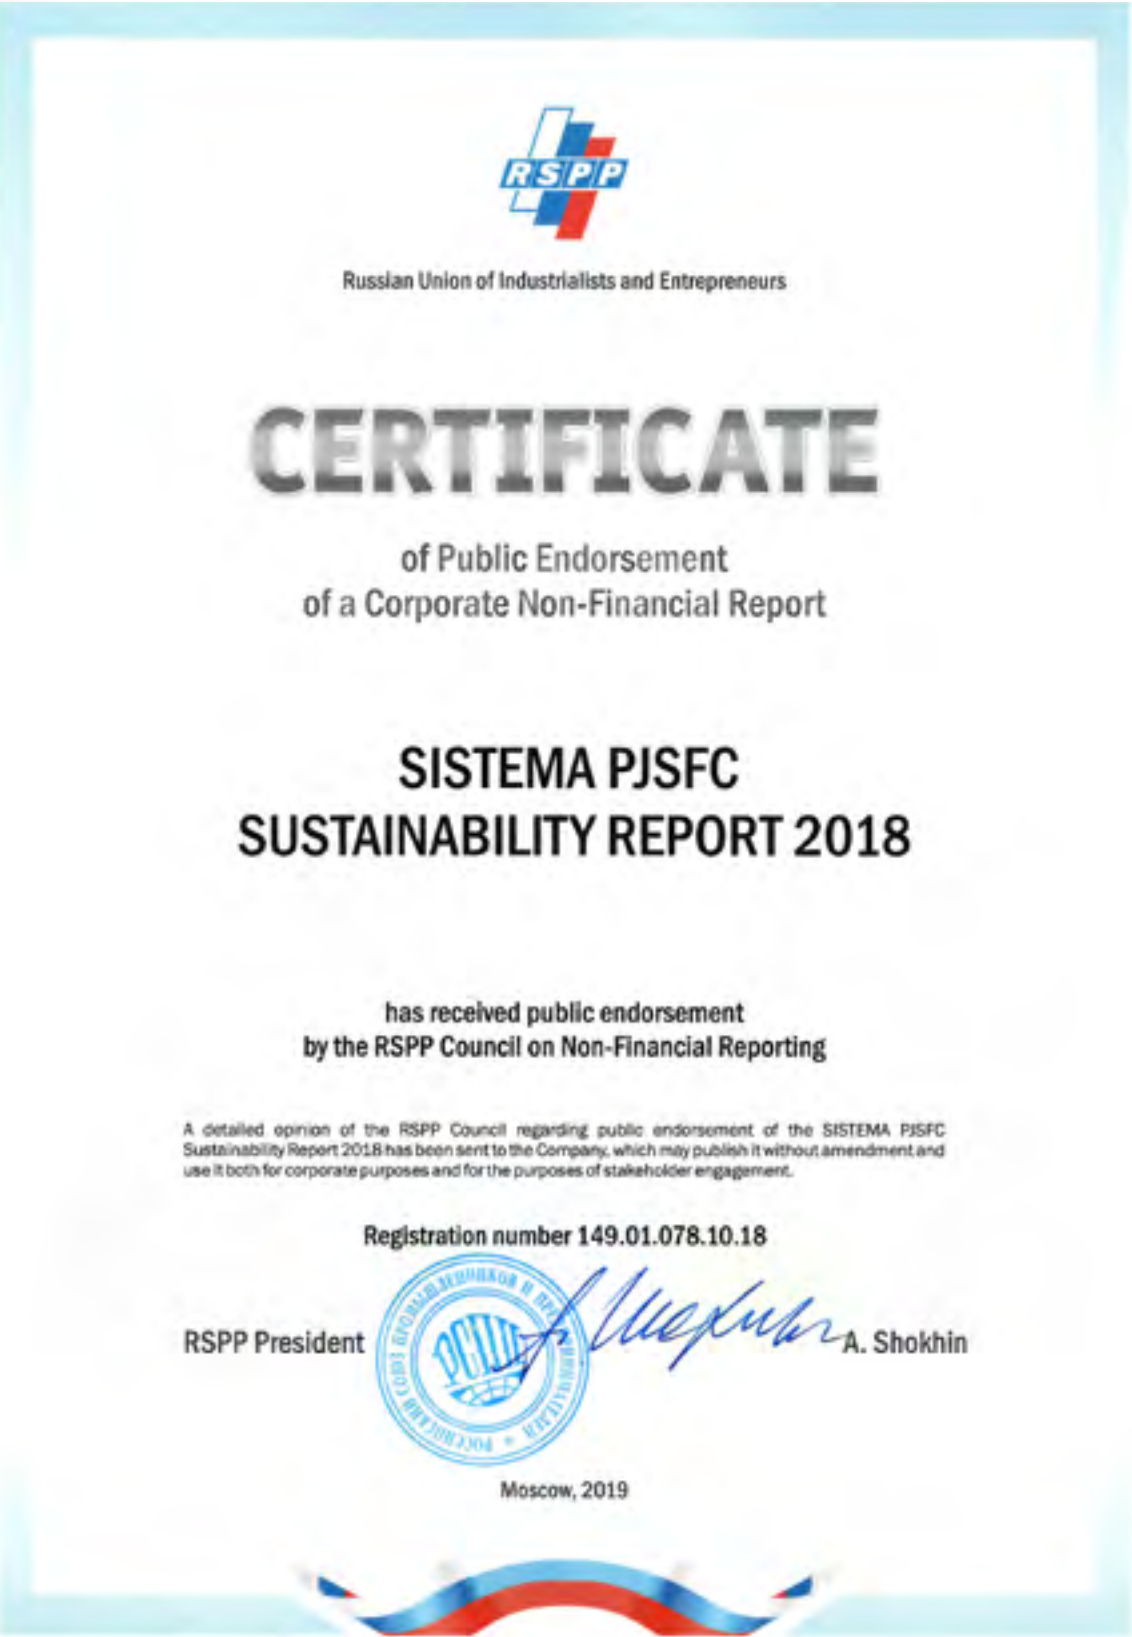 RSPP
Russian Union of Industrialists and Entrepreneurs
CERTIFICATE
of Public Endorsement
of a Corporate Non-Financial Report
SISTEMA PJSFC
SUSTAINABILITY REPORT 2018
has received public endorsement
by the RSPP Council on Non-Financial Reporting
A detailed opinion of the RSPP Council regarding public endorsement of the SISTEMA PJSFC
Sustainability Report 2018 has been sent to the Company, which may publish it without amendment and
use it both for corporate purposes and for the purposes of stakeholder engagement.
Registration number 149.01.078.10.18
RSPP President
РОССИЙСКИЙ СОЮЗ ПРОМЫШЛЕННИКОВ И
РСПП
A. Shokhin
Moscow, 2019